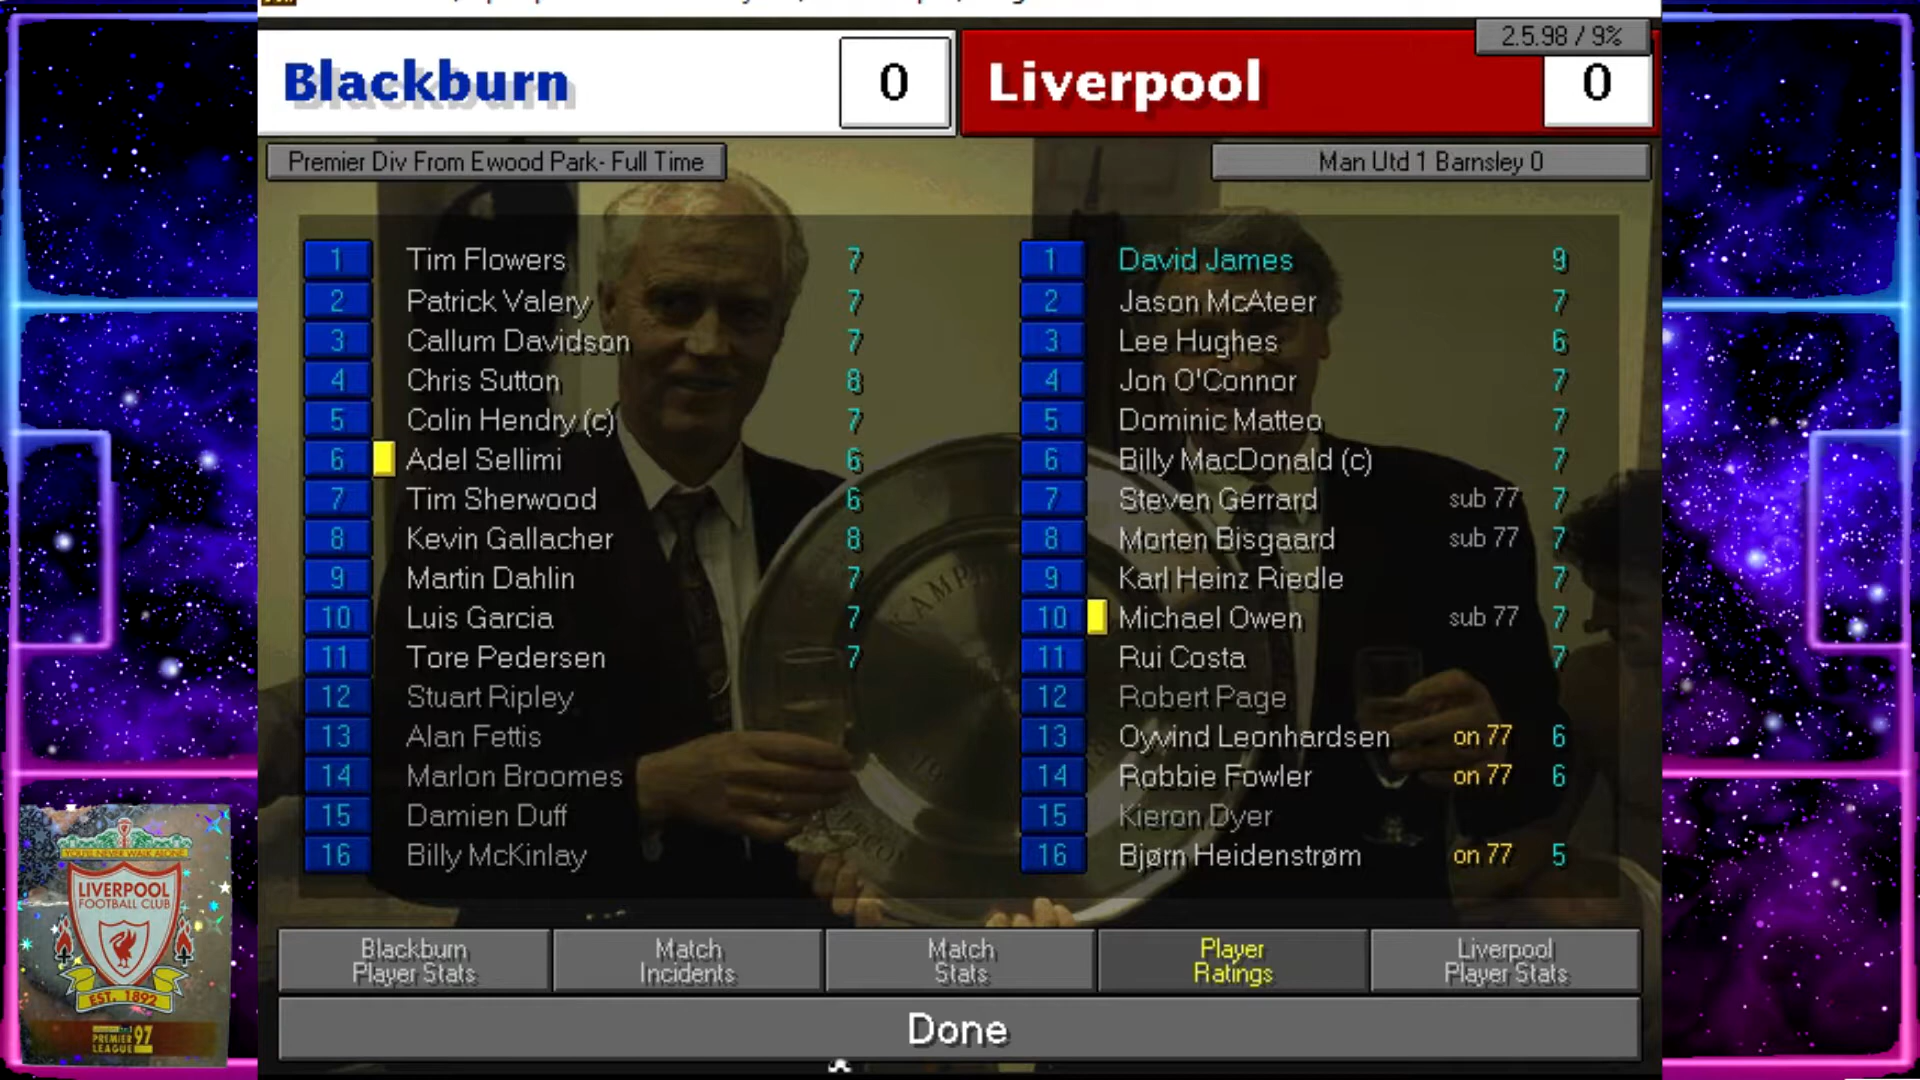 2.5.98 / 9%
Blackburn 0 Liverpool 0
Premier Div From Ewood Park- Full Time
Man Utd 1 Barnsley 0
1 Tim Flowers 7
2 Patrick Valery 7
3 Callum Davidson 7
4 Chris Sutton 8
5 Colin Hendry (c) 7
6 Adel Sellimi 6
7 Tim Sherwood 6
8 Kevin Gallacher 8
9 Martin Dahlin 7
10 Luis Garcia 7
11 Tore Pedersen 7
12 Stuart Ripley
13 Alan Fettis
14 Marlon Broomes
15 Damien Duff
16 Billy McKinlay
1 David James 9
2 Jason McAteer 7
3 Lee Hughes 6
4 Jon O'Connor 7
5 Dominic Matteo 7
6 Billy MacDonald (c) 7
7 Steven Gerrard sub 77 7
8 Morten Bisgaard sub 77 7
9 Karl Heinz Riedle 7
10 Michael Owen sub 77 7
11 Rui Costa 7
12 Robert Page
13 Oyvind Leonhardsen on 77 6
14 Robbie Fowler on 77 6
15 Kieron Dyer
16 Bjørn Heidenstrøm on 77 5
Blackburn
Player Stats
Match
Incidents
Match
Stats
Player
Ratings
Liverpool
Player Stats
Done
YOU'LL NEVER WALK ALONE
LIVERPOOL
FOOTBALL CLUB
EST. 1892
PREMIER
LEAGUE 97